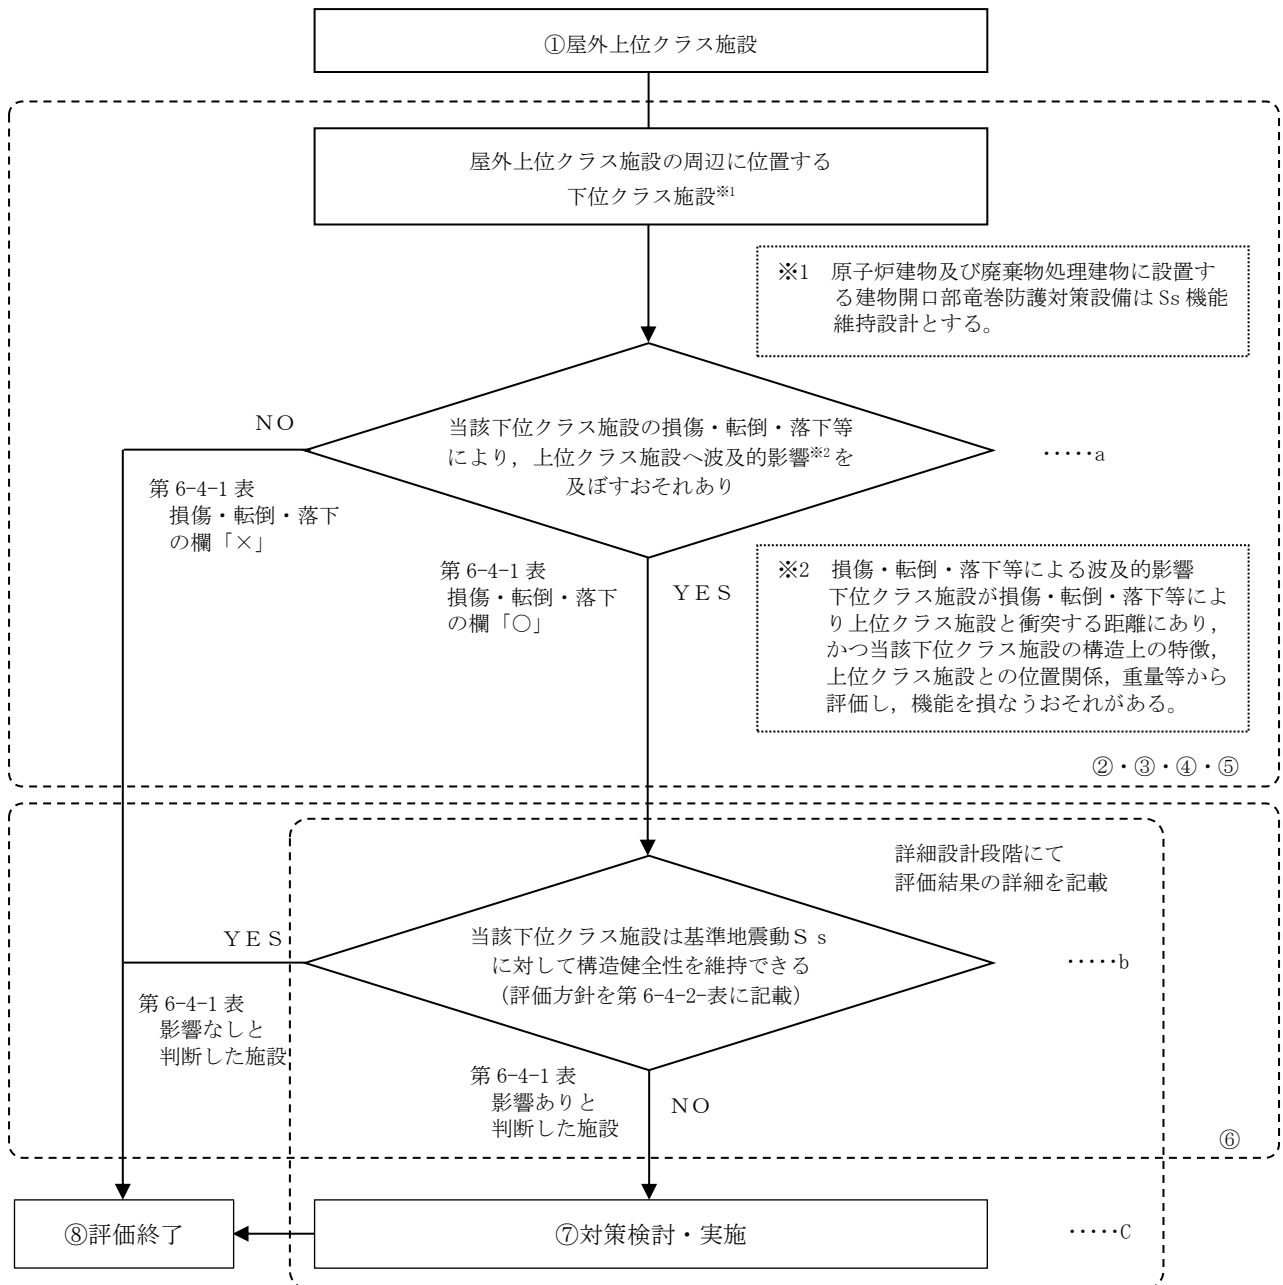 ①屋外上位クラス施設
屋外上位クラス施設の周辺に位置する
下位クラス施設※1
※1 原子炉建物及び廃棄物処理建物に設置す
る建物開口部竜巻防護対策設備は Ss 機能
維持設計とする。
NO
当該下位クラス施設の損傷・転倒・落下等
により，上位クラス施設へ波及的影響※2を
及ぼすおそれあり
・・・・・a
第 6-4-1 表
損傷・転倒・落下
の欄「×」
第 6-4-1 表
損傷・転倒・落下
の欄「○」
YES
※2 損傷・転倒・落下等による波及的影響
下位クラス施設が損傷・転倒・落下等によ
り上位クラス施設と衝突する距離にあり，
かつ当該下位クラス施設の構造上の特徴，
上位クラス施設との位置関係，重量等から
評価し，機能を損なうおそれがある。
②・③・④・⑤
詳細設計段階にて
評価結果の詳細を記載
YES
当該下位クラス施設は基準地震動Ｓｓ
に対して構造健全性を維持できる
（評価方針を第 6-4-2-表に記載）
・・・・・b
第 6-4-1 表
影響なしと
判断した施設
第 6-4-1 表
影響ありと
判断した施設
NO
⑥
⑧評価終了
⑦対策検討・実施
・・・・・C